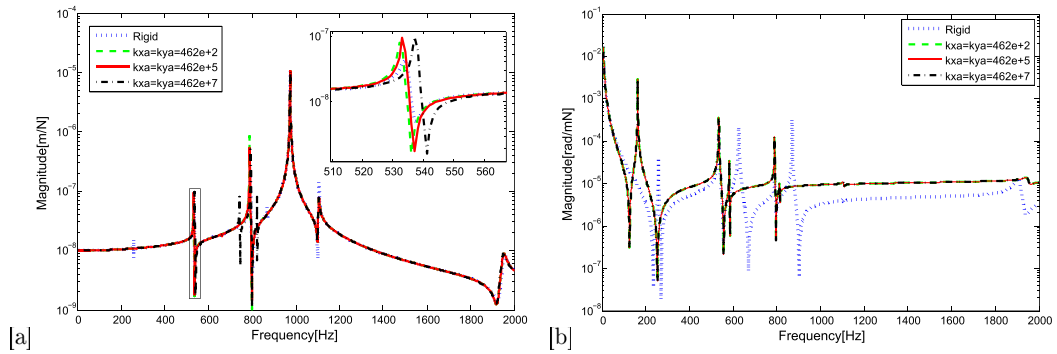 10^-4
10^-5
10^-6
10^-7
10^-8
10^-9
Magnitude[m/N]
Rigid
kxa=kya=462e+2
kxa=kya=462e+5
kxa=kya=462e+7
10^-7
10^-8
510 520 530 540 550 560
0 200 400 600 800 1000 1200 1400 1600 1800 2000
Frequency[Hz]
[a]
10^-1
10^-2
10^-3
10^-4
10^-5
10^-6
10^-7
10^-8
Magnitude[rad/mN]
Rigid
kxa=kya=462e+2
kxa=kya=462e+5
kxa=kya=462e+7
0 200 400 600 800 1000 1200 1400 1600 1800 2000
Frequency[Hz]
[b]